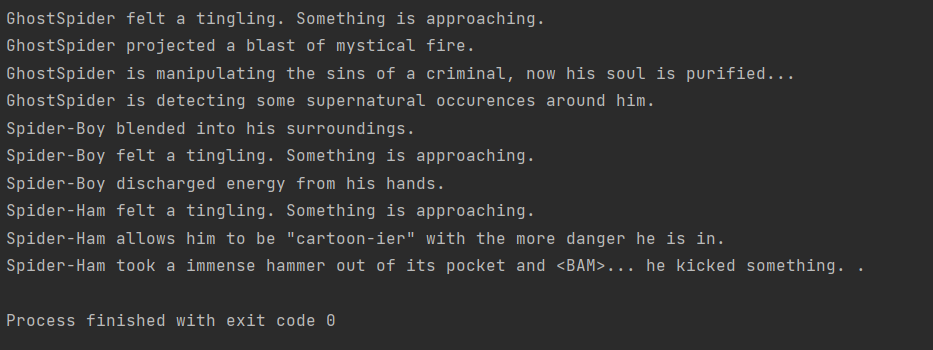 GhostSpider felt a tingling. Something is approaching.
GhostSpider projected a blast of mystical fire.
GhostSpider is manipulating the sins of a criminal, now his soul is purified...
GhostSpider is detecting some supernatural occurences around him.
Spider-Boy blended into his surroundings.
Spider-Boy felt a tingling. Something is approaching.
Spider-Boy discharged energy from his hands.
Spider-Ham felt a tingling. Something is approaching.
Spider-Ham allows him to be "cartoon-ier" with the more danger he is in.
Spider-Ham took a immense hammer out of its pocket and <BAM>... he kicked something. .
Process finished with exit code 0